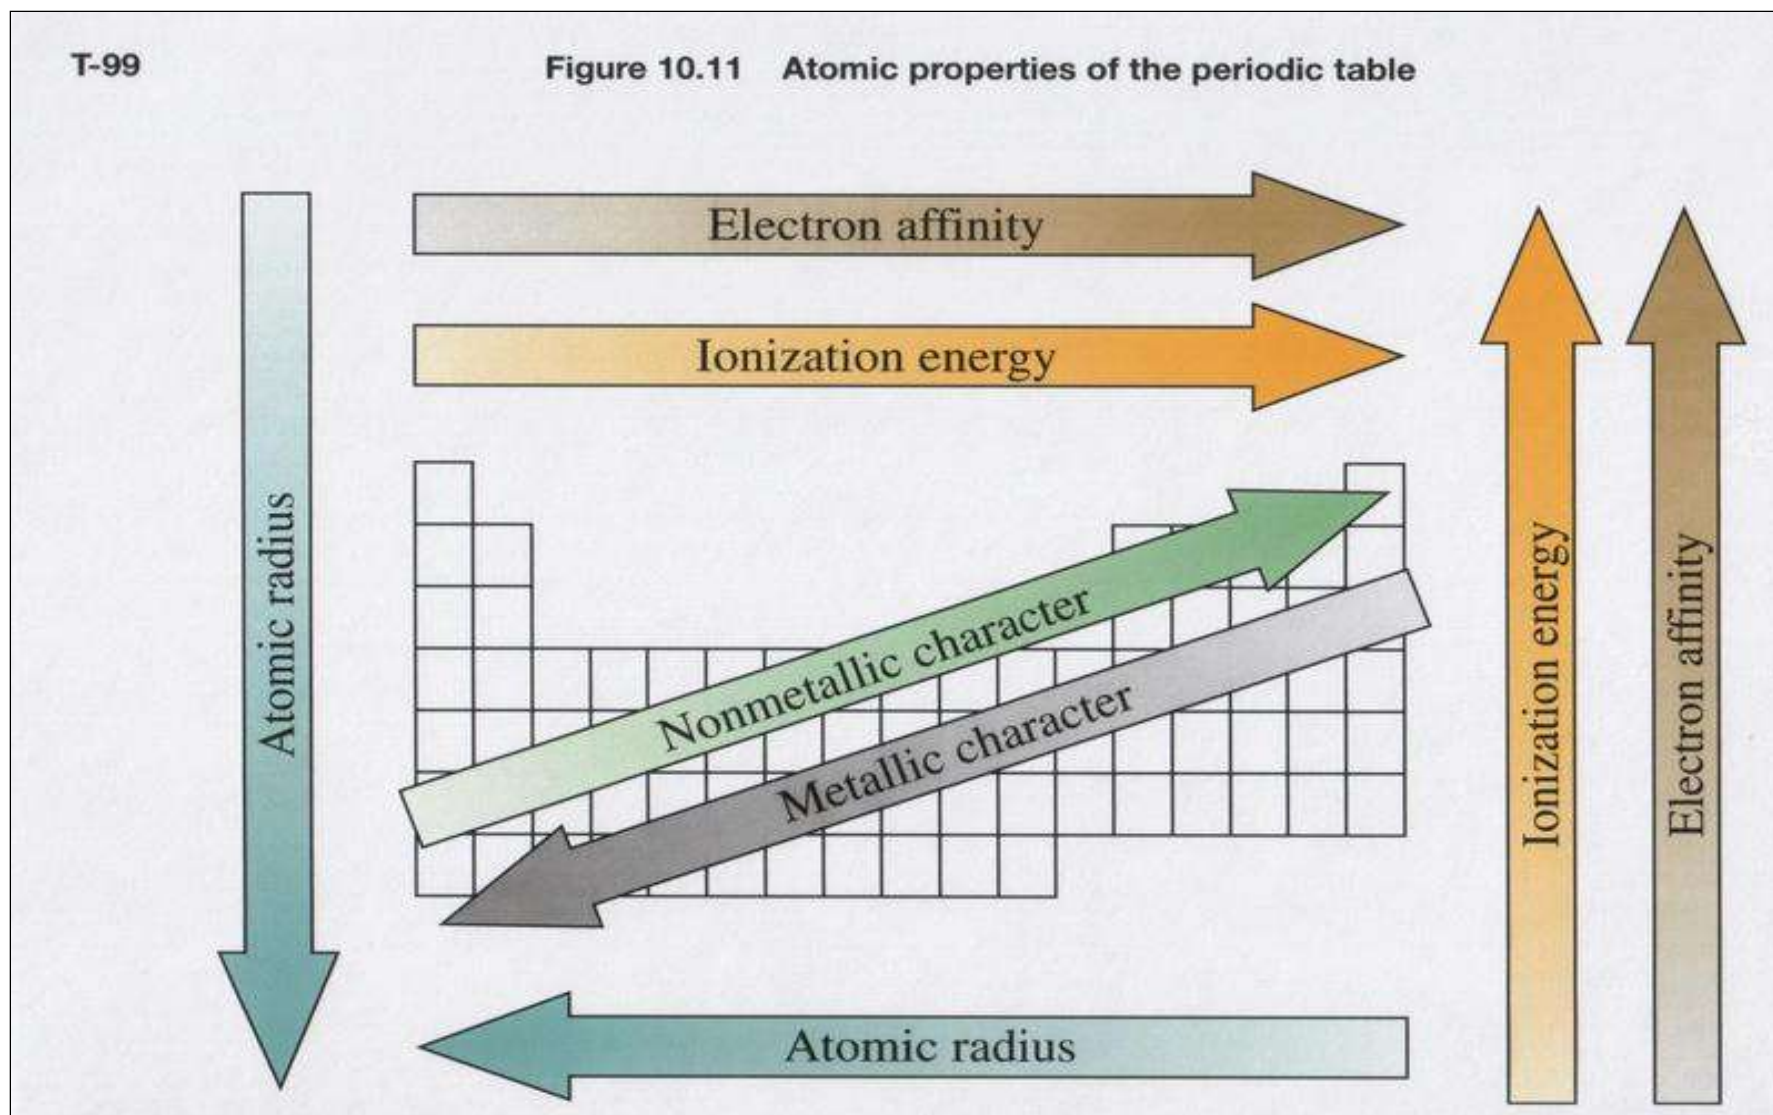 T-99
Figure 10.11 Atomic properties of the periodic table
Electron affinity
Ionization energy
Atomic radius
Nonmetallic character
Metallic character
Ionization energy
Electron affinity
Atomic radius